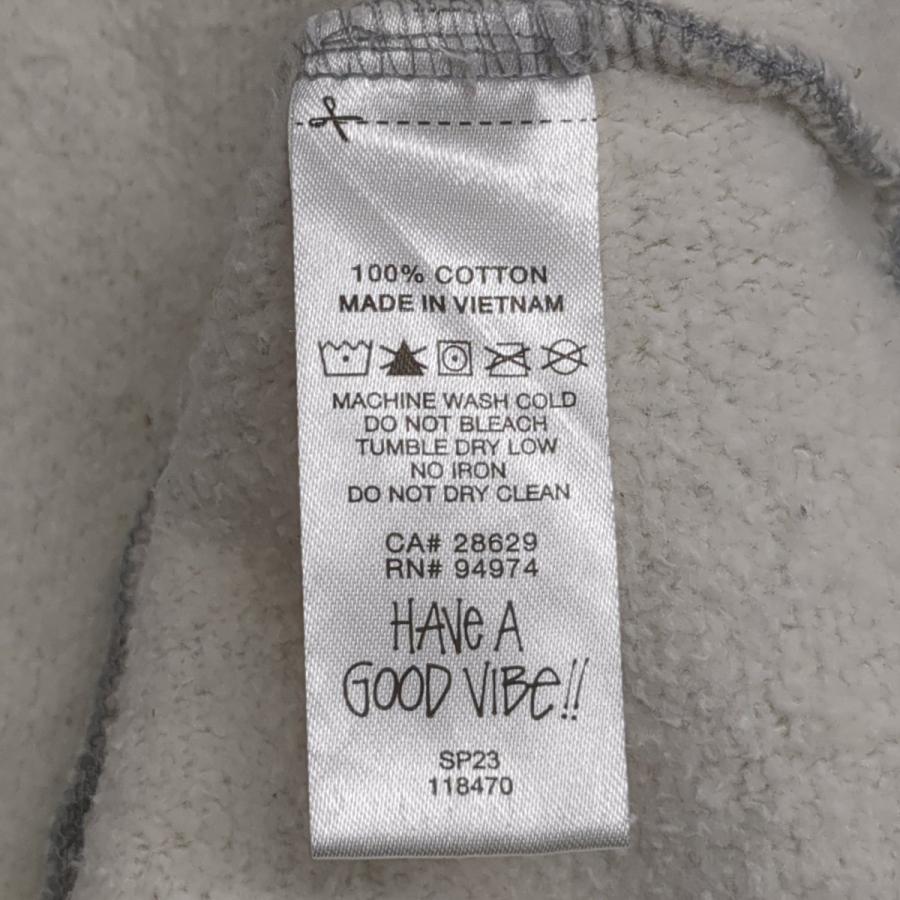 100% COTTON
MADE IN VIETNAM
MACHINE WASH COLD
DO NOT BLEACH
TUMBLE DRY LOW
NO IRON
DO NOT DRY CLEAN
CA# 28629
RN# 94974
HAVe A
GOOD VIBe!!
SP23
118470